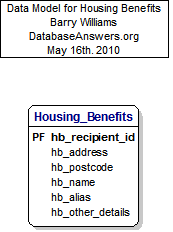 Data Model for Housing Benefits
Barry Williams
DatabaseAnswers.org
May 16th. 2010
Housing_Benefits
PF hb_recipient_id
hb_address
hb_postcode
hb_name
hb_alias
hb_other_details